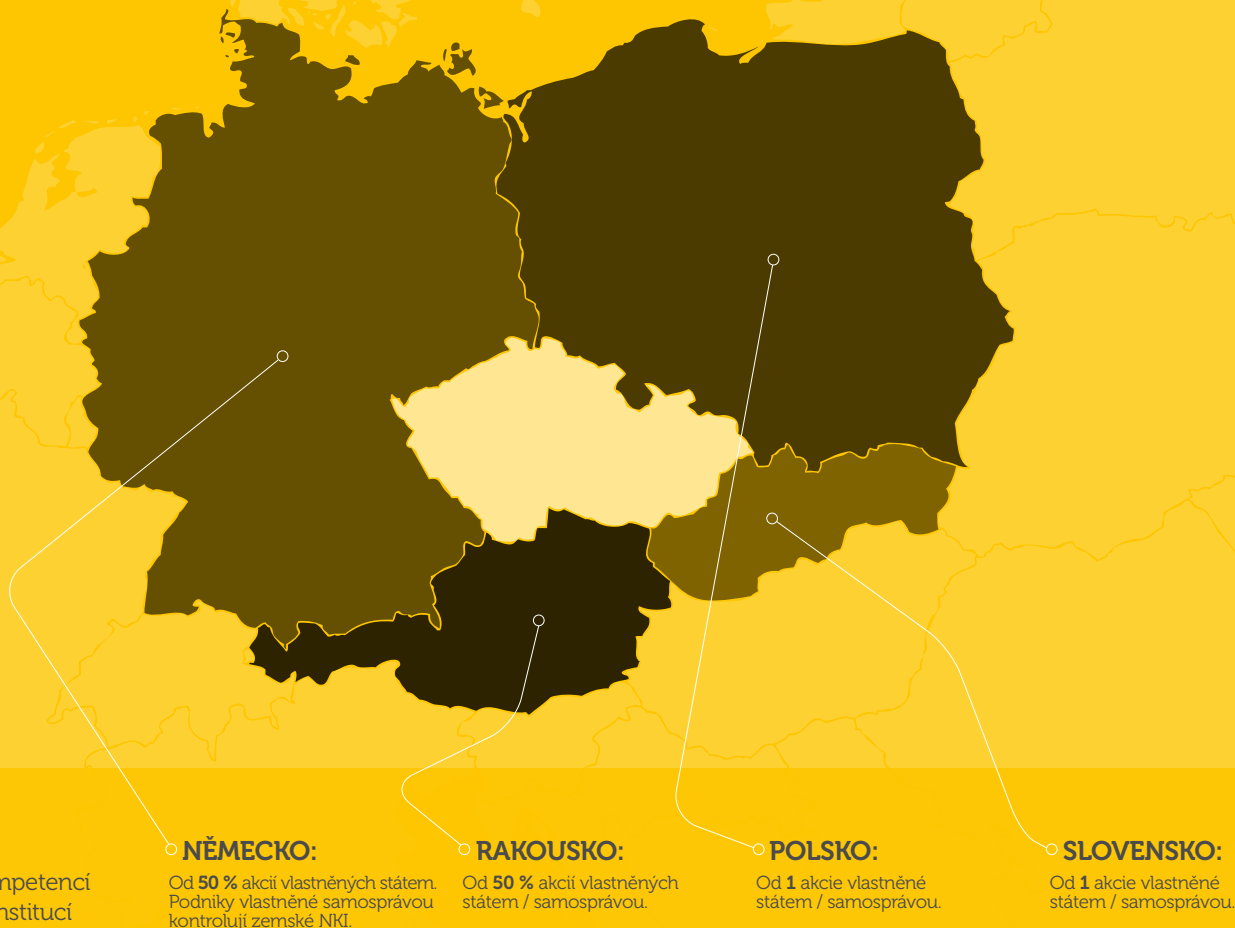 NĚMECKO:
Od 50 % akcií vlastněných státem.
Podniky vlastněné samosprávou
kontrolují zemské NKI.
RAKOUSKO:
Od 50 % akcií vlastněných
státem / samosprávou.
POLSKO:
Od 1 akcie vlastněné
státem / samosprávou.
SLOVENSKO:
Od 1 akcie vlastněné
státem / samosprávou.